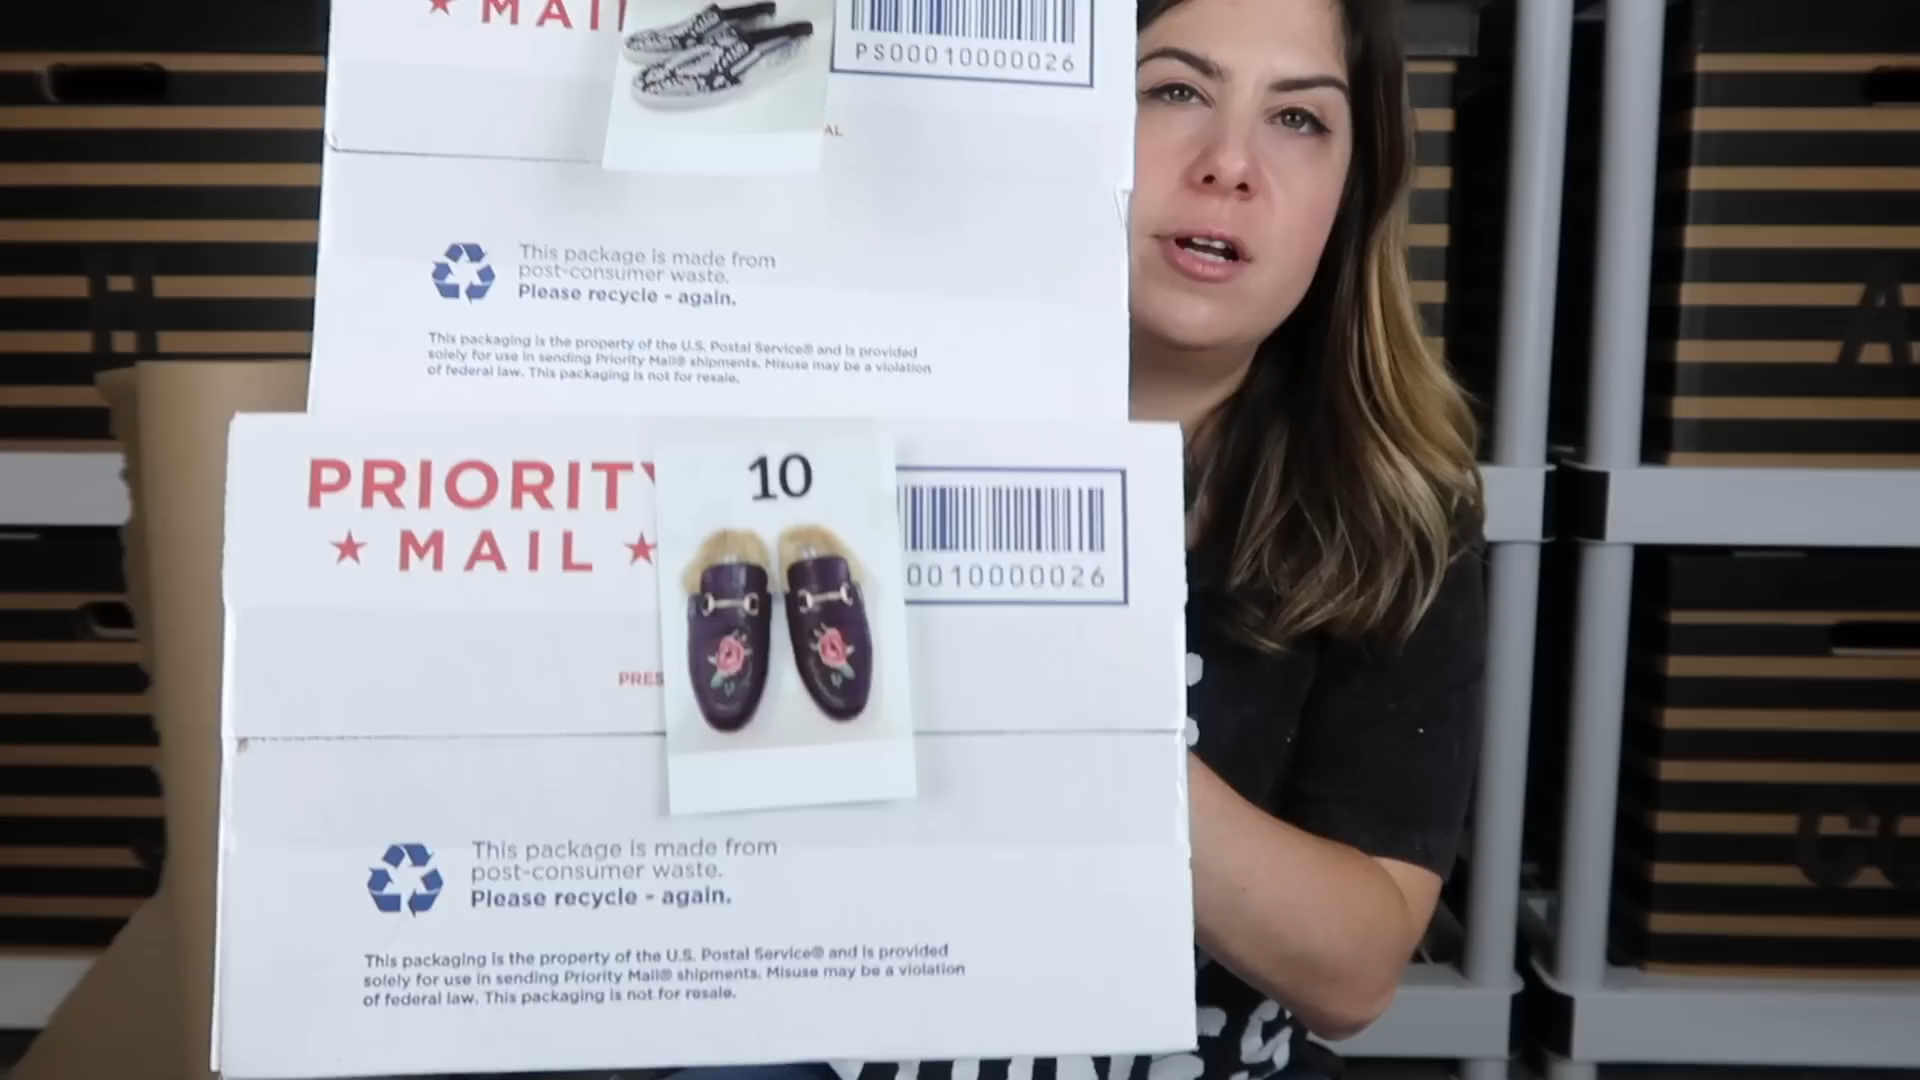 ★ MAIL
PS00010000026
AL
This package is made from
post-consumer waste.
Please recycle - again.
This packaging is the property of the U.S. Postal Service® and is provided
solely for use in sending Priority Mail® shipments. Misuse may be a violation
of federal law. This packaging is not for resale.
PRIORITY
★ MAIL ★
10
0010000026
PRES
This package is made from
post-consumer waste.
Please recycle - again.
This packaging is the property of the U.S. Postal Service® and is provided
solely for use in sending Priority Mail® shipments. Misuse may be a violation
of federal law. This packaging is not for resale.
H
A